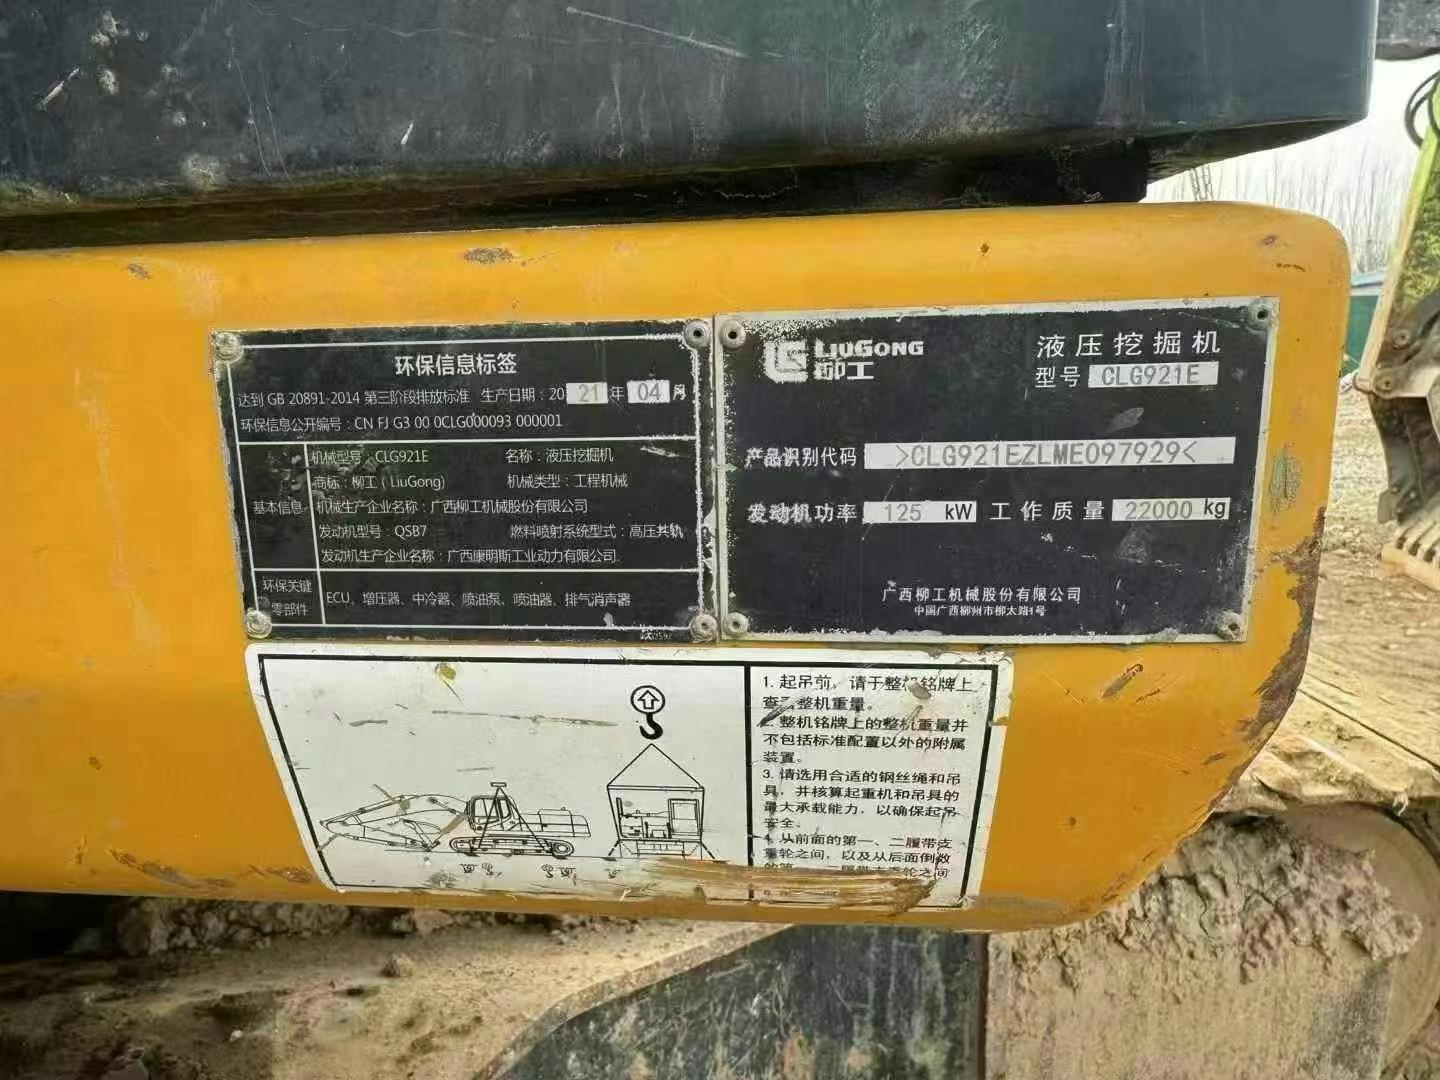 环保信息标签
达到 GB 20891-2014 第三阶段排放标准 生产日期: 20 21 年 04 月
环保信息公开编号: CN FJ G3 00 0CLG000093 000001
机械型号: CLG921E 名称: 液压挖掘机
商标: 柳工 (LiuGong) 机械类型: 工程机械
基本信息 机械生产企业名称: 广西柳工机械股份有限公司
发动机型号: QSB7 燃料喷射系统型式: 高压共轨
发动机生产企业名称: 广西康明斯工业动力有限公司
环保关键
零部件
ECU、增压器、中冷器、喷油泵、喷油器、排气消声器
LIUGONG
柳工
液压挖掘机
型号 CLG921E
产品识别代码 >CLG921EZLME097929<
发动机功率 125 kW 工作质量 22000 kg
广西柳工机械股份有限公司
中国广西柳州市柳太路1号
1. 起吊前, 请于整机铭牌上
查 整机重量。
2. 整机铭牌上的整机重量并
不包括标准配置以外的附属
装置。
3. 请选用合适的钢丝绳和吊
具, 并核算起重机和吊具的
最大承载能力, 以确保起吊
安全。
4. 从前面的第一、二履带支
重轮之间, 以及从后面倒数